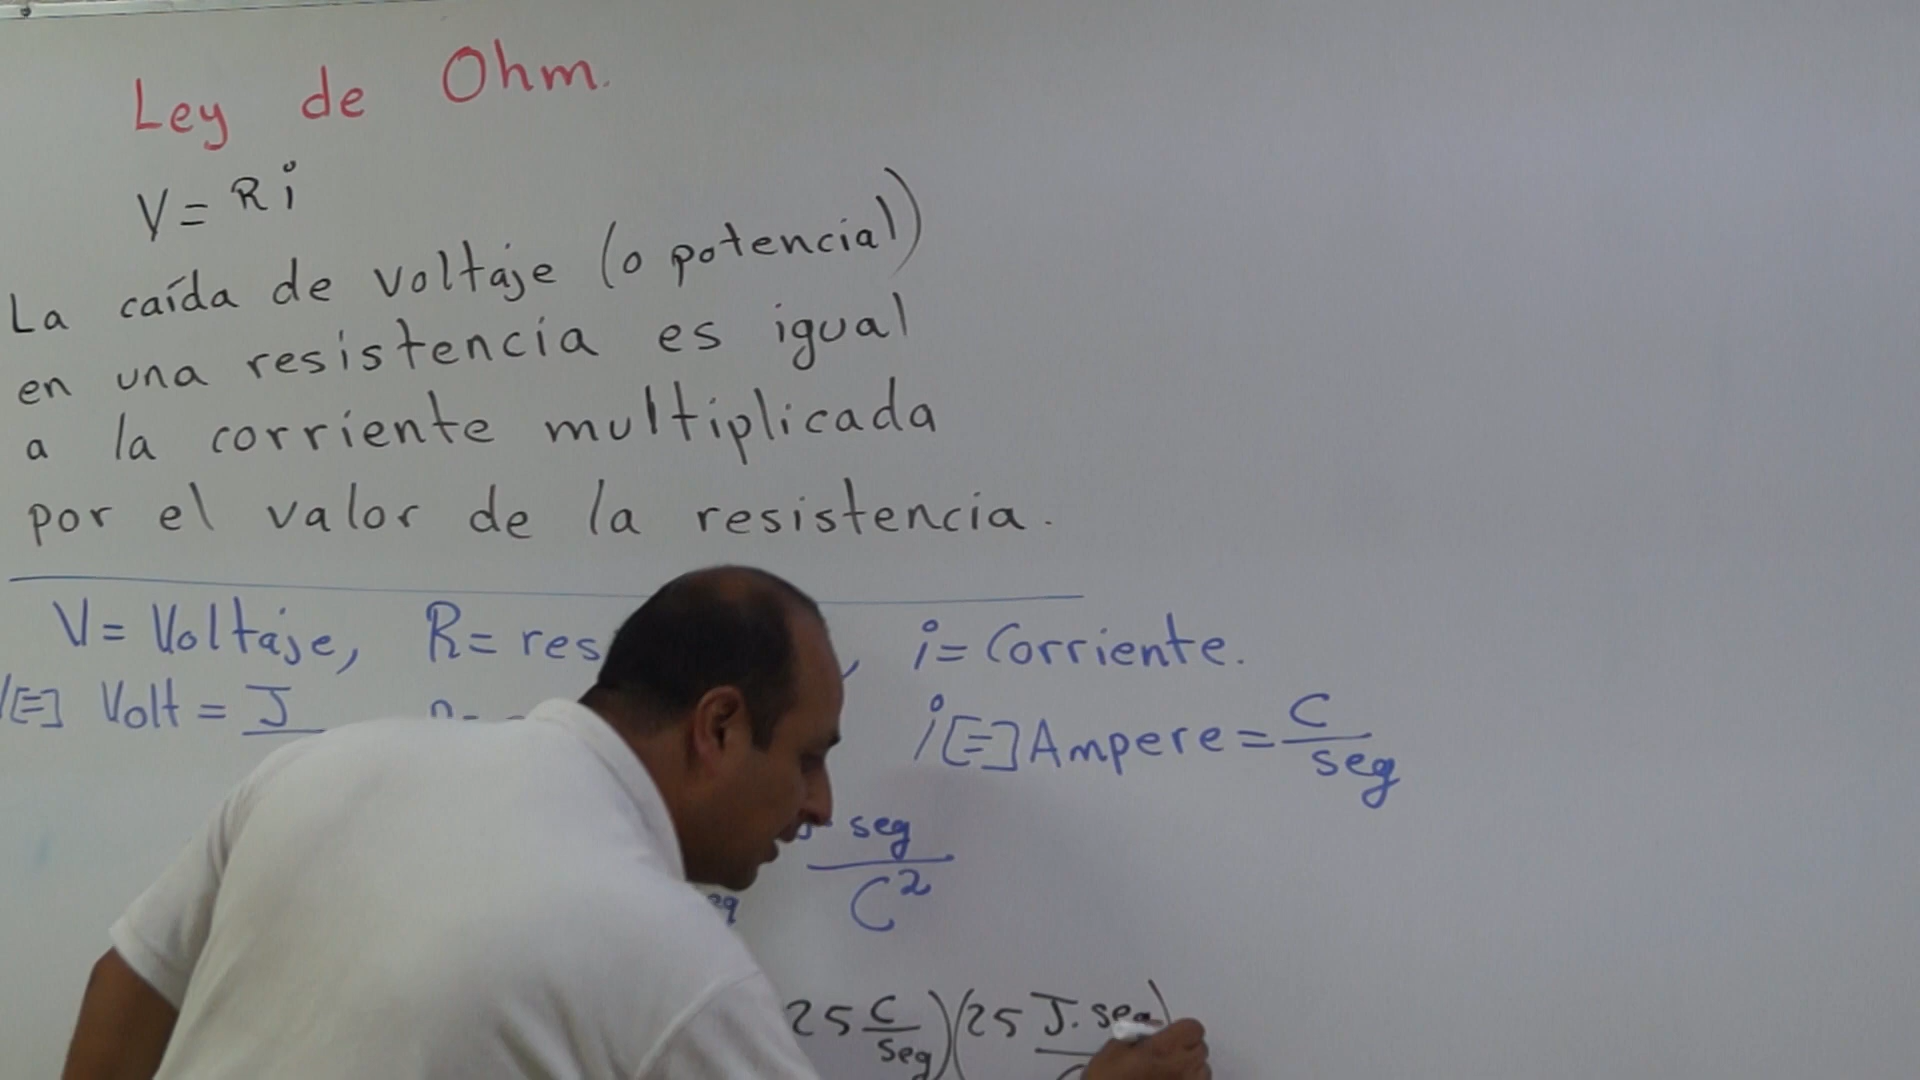 Ley de Ohm.
V = R i
La caída de voltaje (o potencial)
en una resistencia es igual
a la corriente multiplicada
por el valor de la resistencia.
V = Voltaje, R = res , i = Corriente.
[=] Volt = J i [=] Ampere = C / seg
seg / C²
25 C / seg ) ( 25 J. seg )